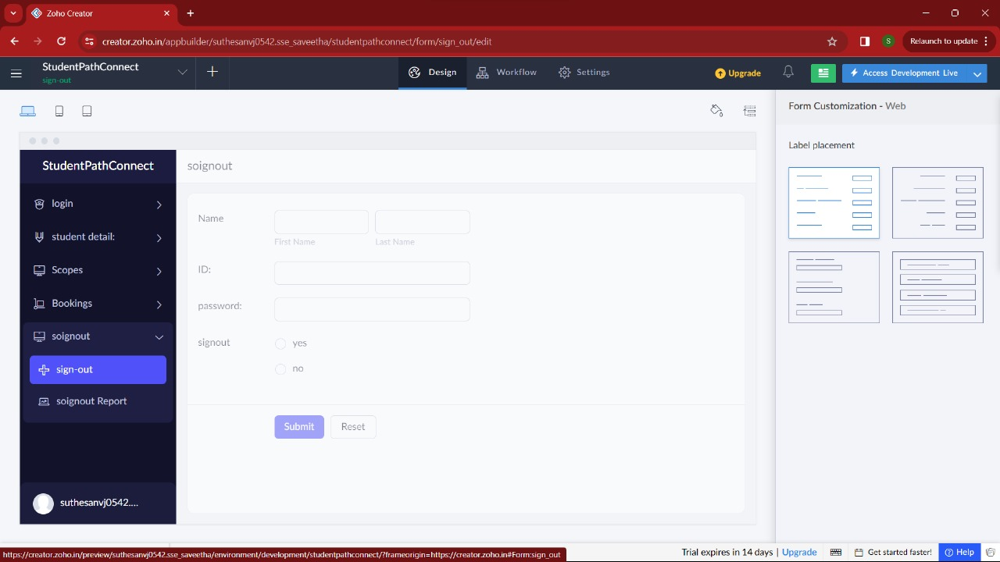 Zoho Creator
creator.zoho.in/appbuilder/suthesanvj0542.sse_saveetha/studentpathconnect/form/sign_out/edit
S
Relaunch to update
StudentPathConnect
sign-out
Design
Workflow
Settings
Upgrade
Access Development Live
Form Customization - Web
Label placement
StudentPathConnect
soignout
login
student detail:
Scopes
Bookings
soignout
sign-out
soignout Report
suthesanvj0542....
Name
First Name
Last Name
ID:
password:
signout
yes
no
Submit
Reset
https://creator.zoho.in/preview/suthesanvj0542.sse_saveetha/environment/development/studentpathconnect/?frameorigin=https://creator.zoho.in#Form:sign_out
Trial expires in 14 days
Upgrade
Get started faster!
Help